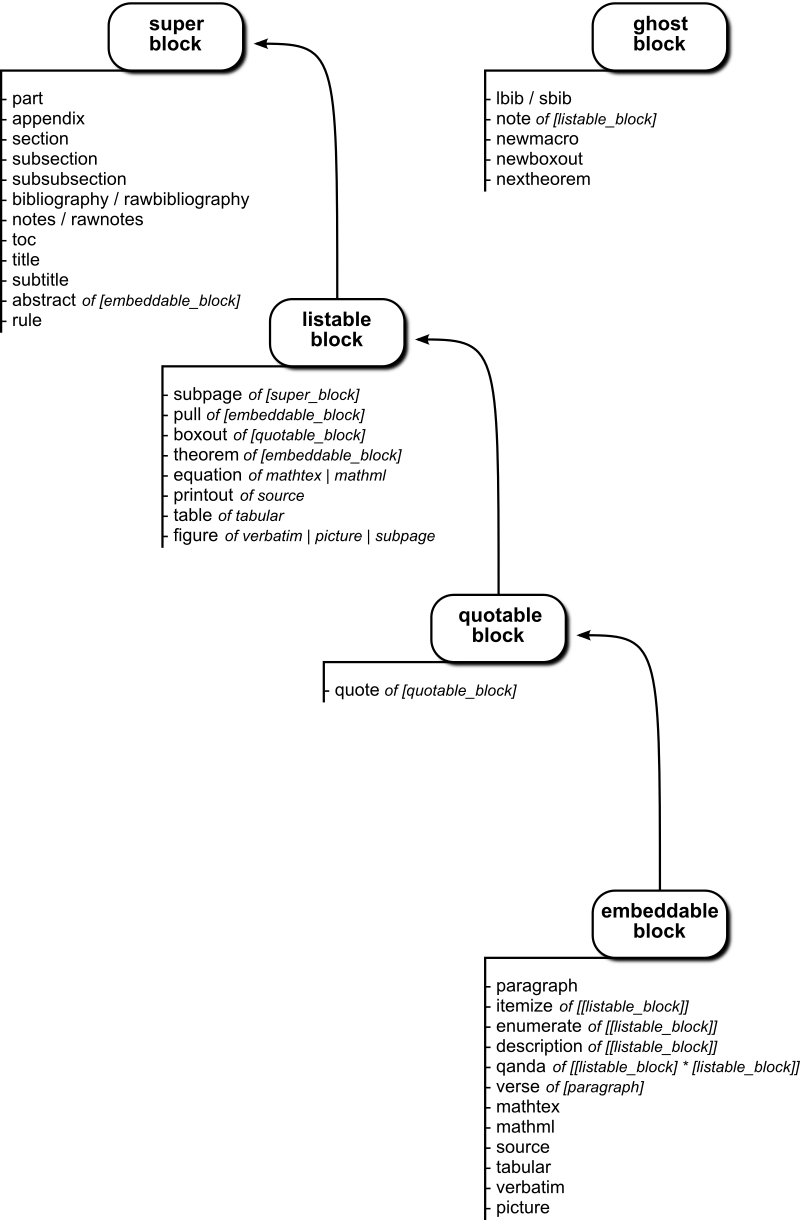 super
block
part
appendix
section
subsection
subsubsection
bibliography / rawbibliography
notes / rawnotes
toc
title
subtitle
abstract of [embeddable_block]
rule
ghost
block
lbib / sbib
note of [listable_block]
newmacro
newboxout
nextheorem
listable
block
subpage of [super_block]
pull of [embeddable_block]
boxout of [quotable_block]
theorem of [embeddable_block]
equation of mathtex | mathml
printout of source
table of tabular
figure of verbatim | picture | subpage
quotable
block
quote of [quotable_block]
embeddable
block
paragraph
itemize of [[listable_block]]
enumerate of [[listable_block]]
description of [[listable_block]]
qanda of [[listable_block] * [listable_block]]
verse of [paragraph]
mathtex
mathml
source
tabular
verbatim
picture